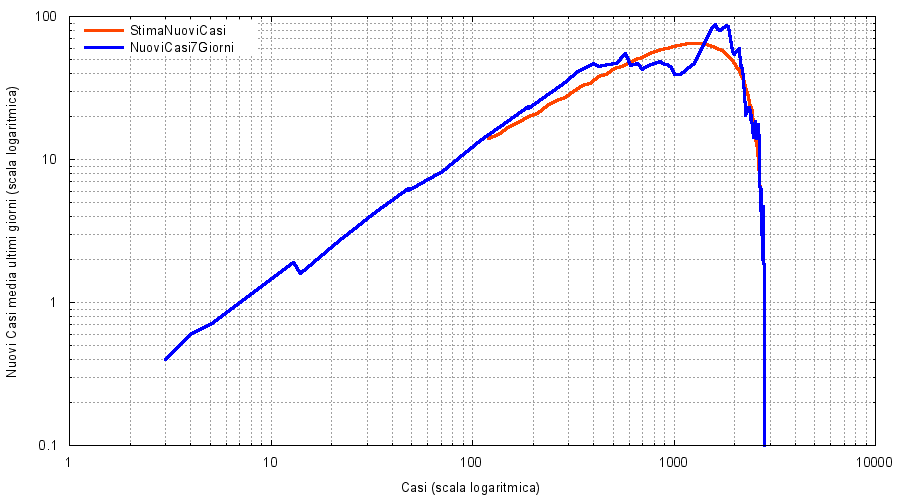 100
10
1
0.1
Nuovi Casi media ultimi giorni (scala logaritmica)
StimaNuoviCasi
NuoviCasi7Giorni
1
10
100
1000
10000
Casi (scala logaritmica)